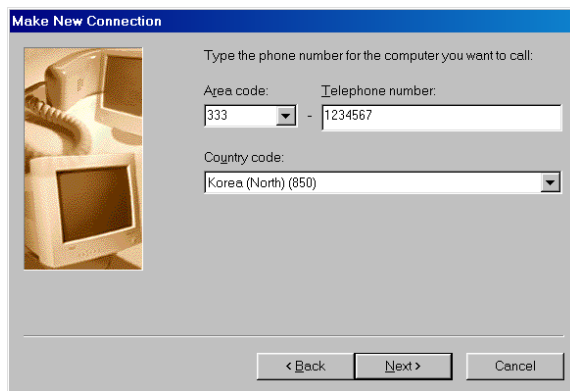 Make New Connection
Type the phone number for the computer you want to call:
Area code: Telephone number:
333 - 1234567
Country code:
Korea (North) (850)
< Back Next > Cancel